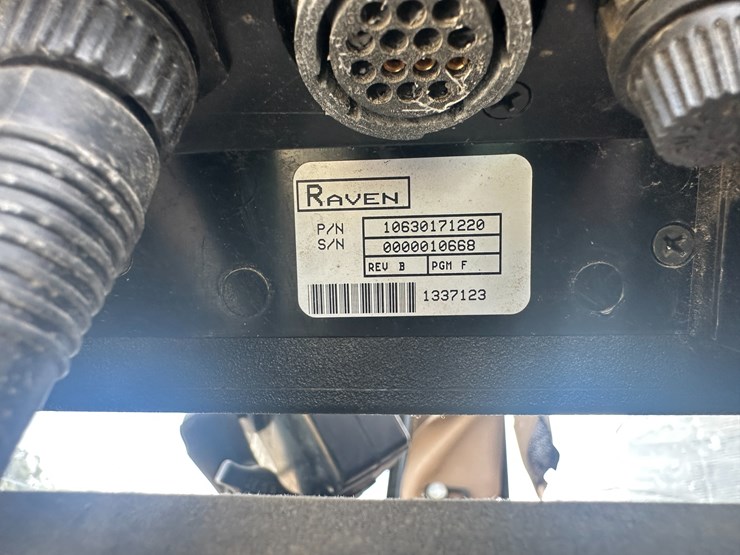 RAVEN
P/N 10630171220
S/N 0000010668
REV B PGM F
1337123